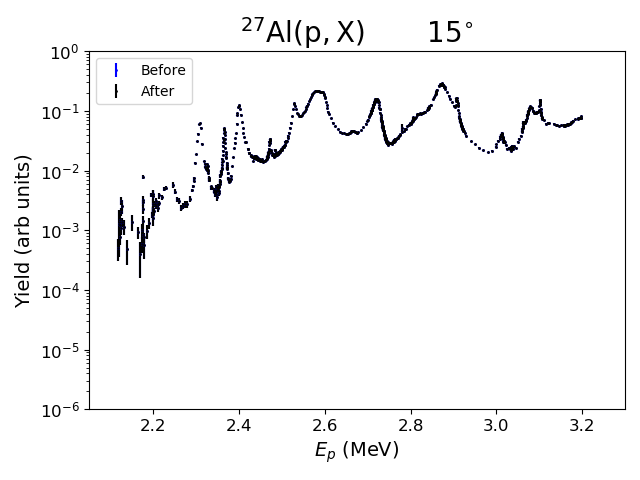 ²⁷Al(p, X) 15°
Before
After
Yield (arb units)
10⁰
10⁻¹
10⁻²
10⁻³
10⁻⁴
10⁻⁵
10⁻⁶
2.2 2.4 2.6 2.8 3.0 3.2
Eₚ (MeV)